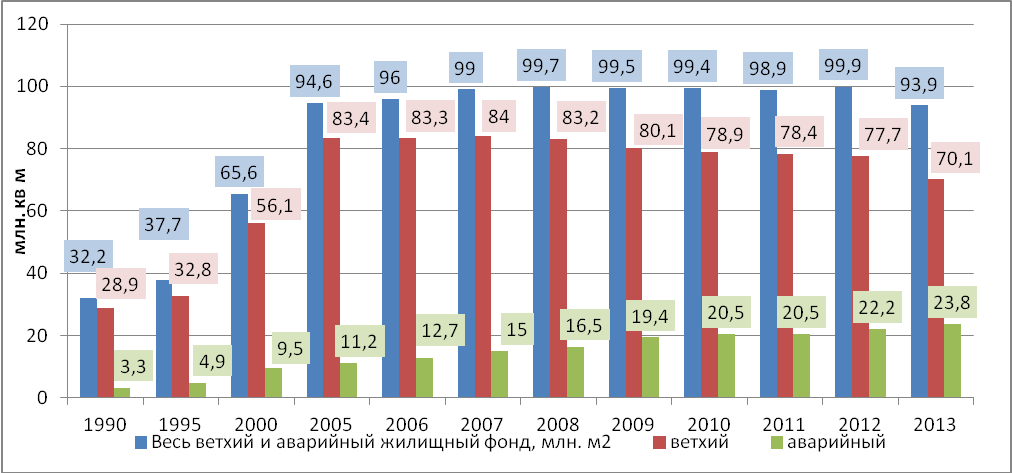 120
100
80
60
40
20
0
млн.кв м
32,2 37,7 65,6 94,6 96 99 99,7 99,5 99,4 98,9 99,9 93,9
28,9 32,8 56,1 83,4 83,3 84 83,2 80,1 78,9 78,4 77,7 70,1
3,3 4,9 9,5 11,2 12,7 15 16,5 19,4 20,5 20,5 22,2 23,8
1990 1995 2000 2005 2006 2007 2008 2009 2010 2011 2012 2013
Весь ветхий и аварийный жилищный фонд, млн. м2 ветхий аварийный